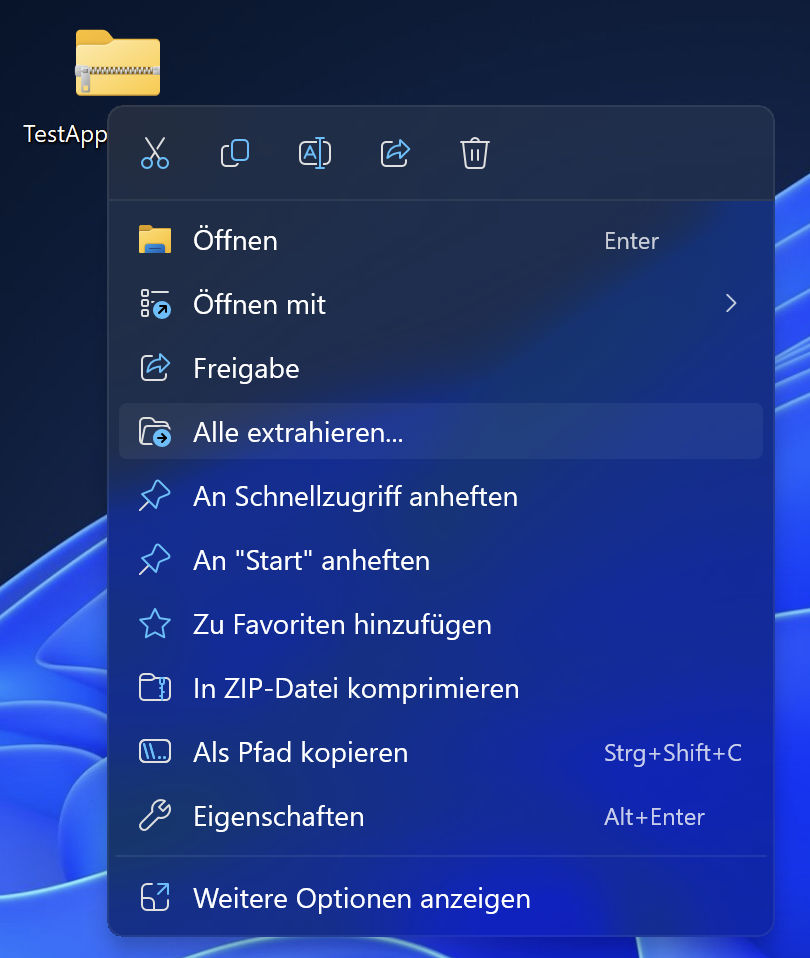 TestApp
Öffnen Enter
Öffnen mit
Freigabe
Alle extrahieren...
An Schnellzugriff anheften
An "Start" anheften
Zu Favoriten hinzufügen
In ZIP-Datei komprimieren
Als Pfad kopieren Strg+Shift+C
Eigenschaften Alt+Enter
Weitere Optionen anzeigen